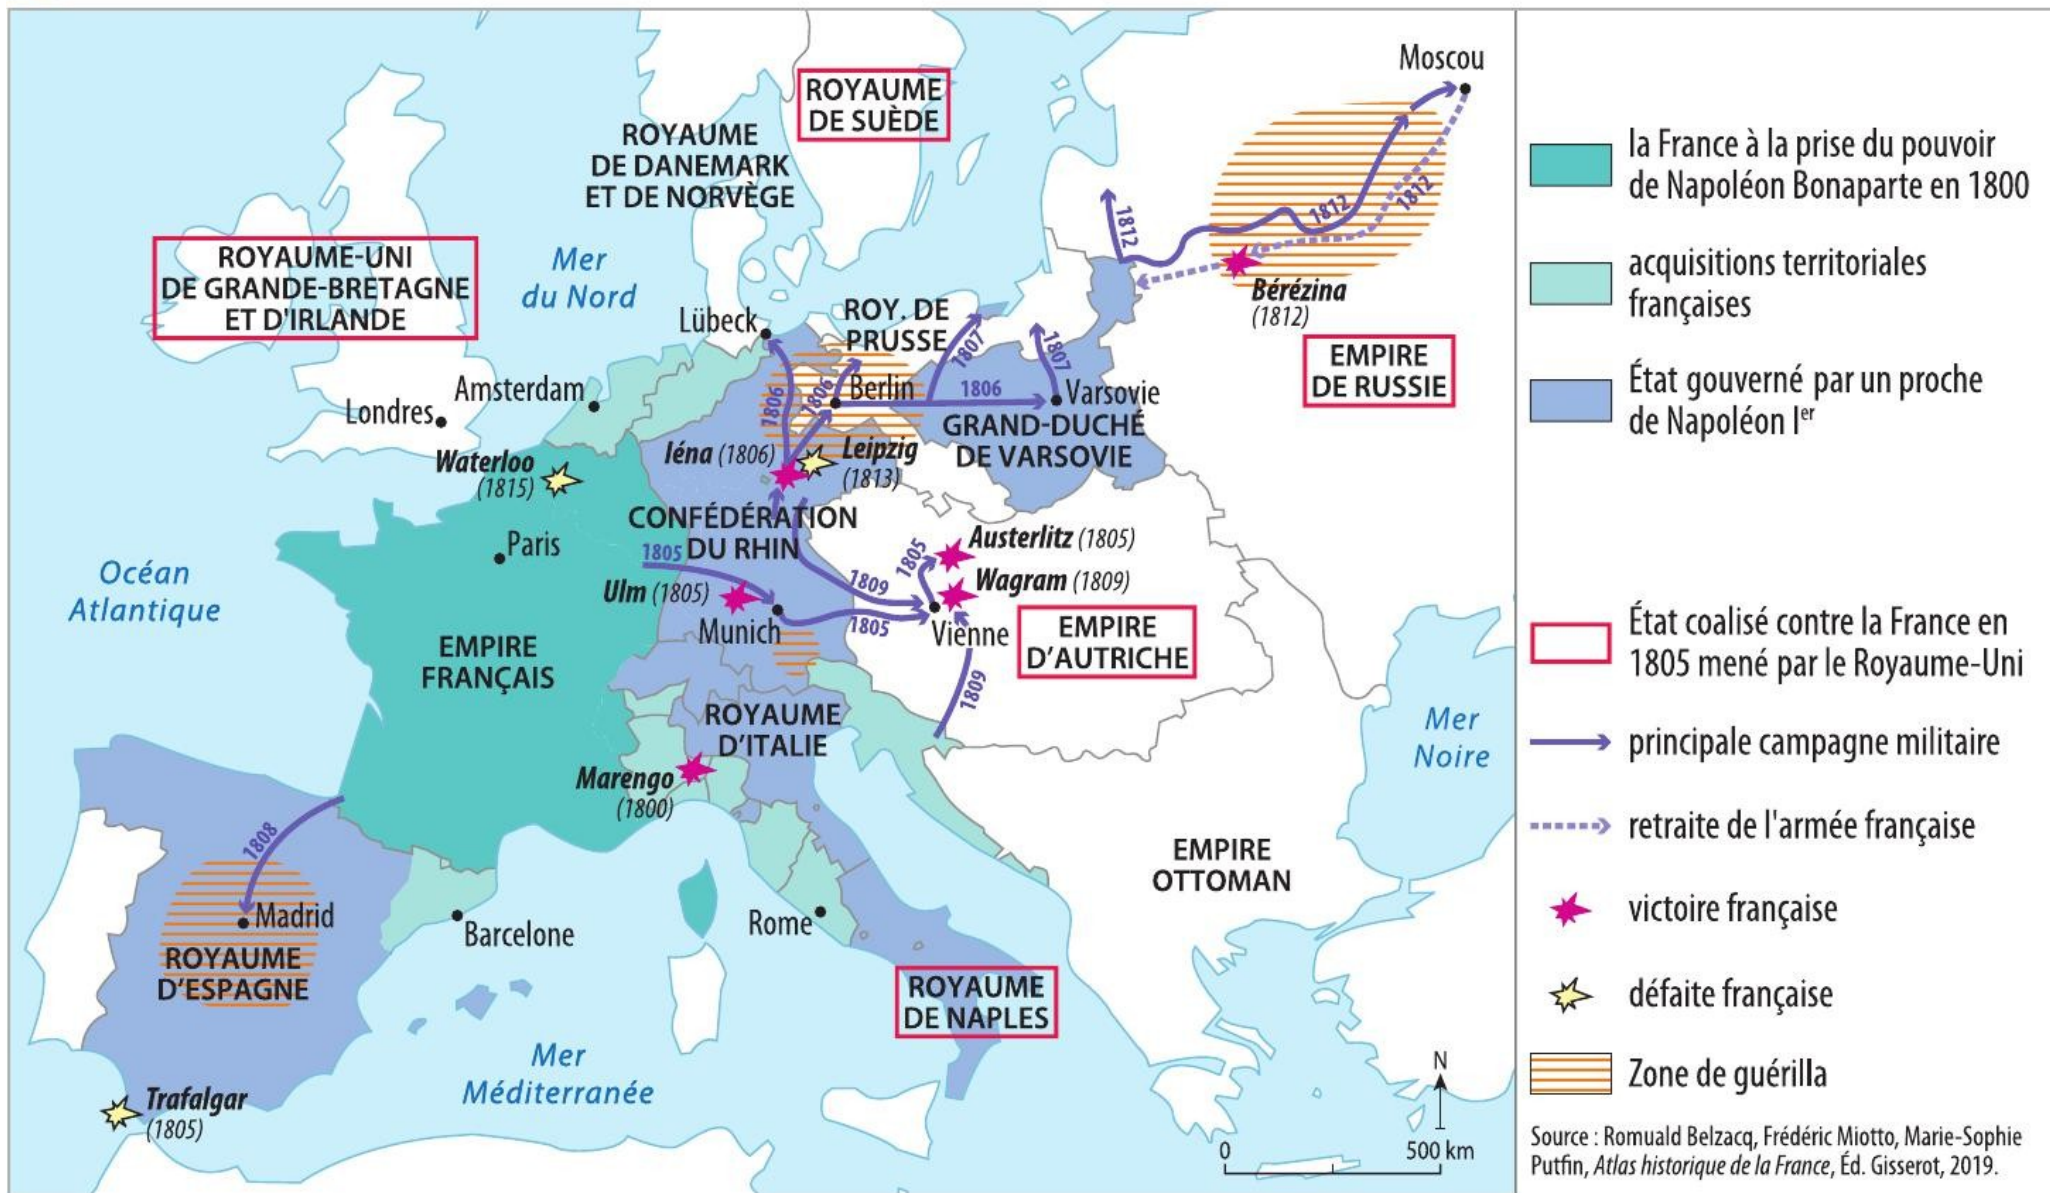 Moscou
ROYAUME
DE SUÈDE
ROYAUME
DE DANEMARK
ET DE NORVÈGE
1812
1812
1812
ROYAUME-UNI
DE GRANDE-BRETAGNE
ET D'IRLANDE
Mer
du Nord
Bérézina
(1812)
Lübeck
ROY. DE
PRUSSE
EMPIRE
DE RUSSIE
1807
1807
Amsterdam
Berlin
1806
1806
1806
Varsovie
Londres
GRAND-DUCHÉ
DE VARSOVIE
Waterloo
(1815)
Iéna (1806)
Leipzig
(1813)
CONFÉDÉRATION
DU RHIN
Paris
1805
Austerlitz (1805)
1805
Océan
Atlantique
Ulm (1805)
1809
Wagram (1809)
Munich
1805
Vienne
EMPIRE
D'AUTRICHE
EMPIRE
FRANÇAIS
1809
ROYAUME
D'ITALIE
Mer
Noire
Marengo
(1800)
1808
EMPIRE
OTTOMAN
Madrid
Barcelone
Rome
ROYAUME
D'ESPAGNE
ROYAUME
DE NAPLES
Mer
Méditerranée
Trafalgar
(1805)
N
0 500 km
la France à la prise du pouvoir
de Napoléon Bonaparte en 1800
acquisitions territoriales
françaises
État gouverné par un proche
de Napoléon Ier
État coalisé contre la France en
1805 mené par le Royaume-Uni
principale campagne militaire
retraite de l'armée française
victoire française
défaite française
Zone de guérilla
Source : Romuald Belzacq, Frédéric Miotto, Marie-Sophie
Putfin, Atlas historique de la France, Éd. Gisserot, 2019.